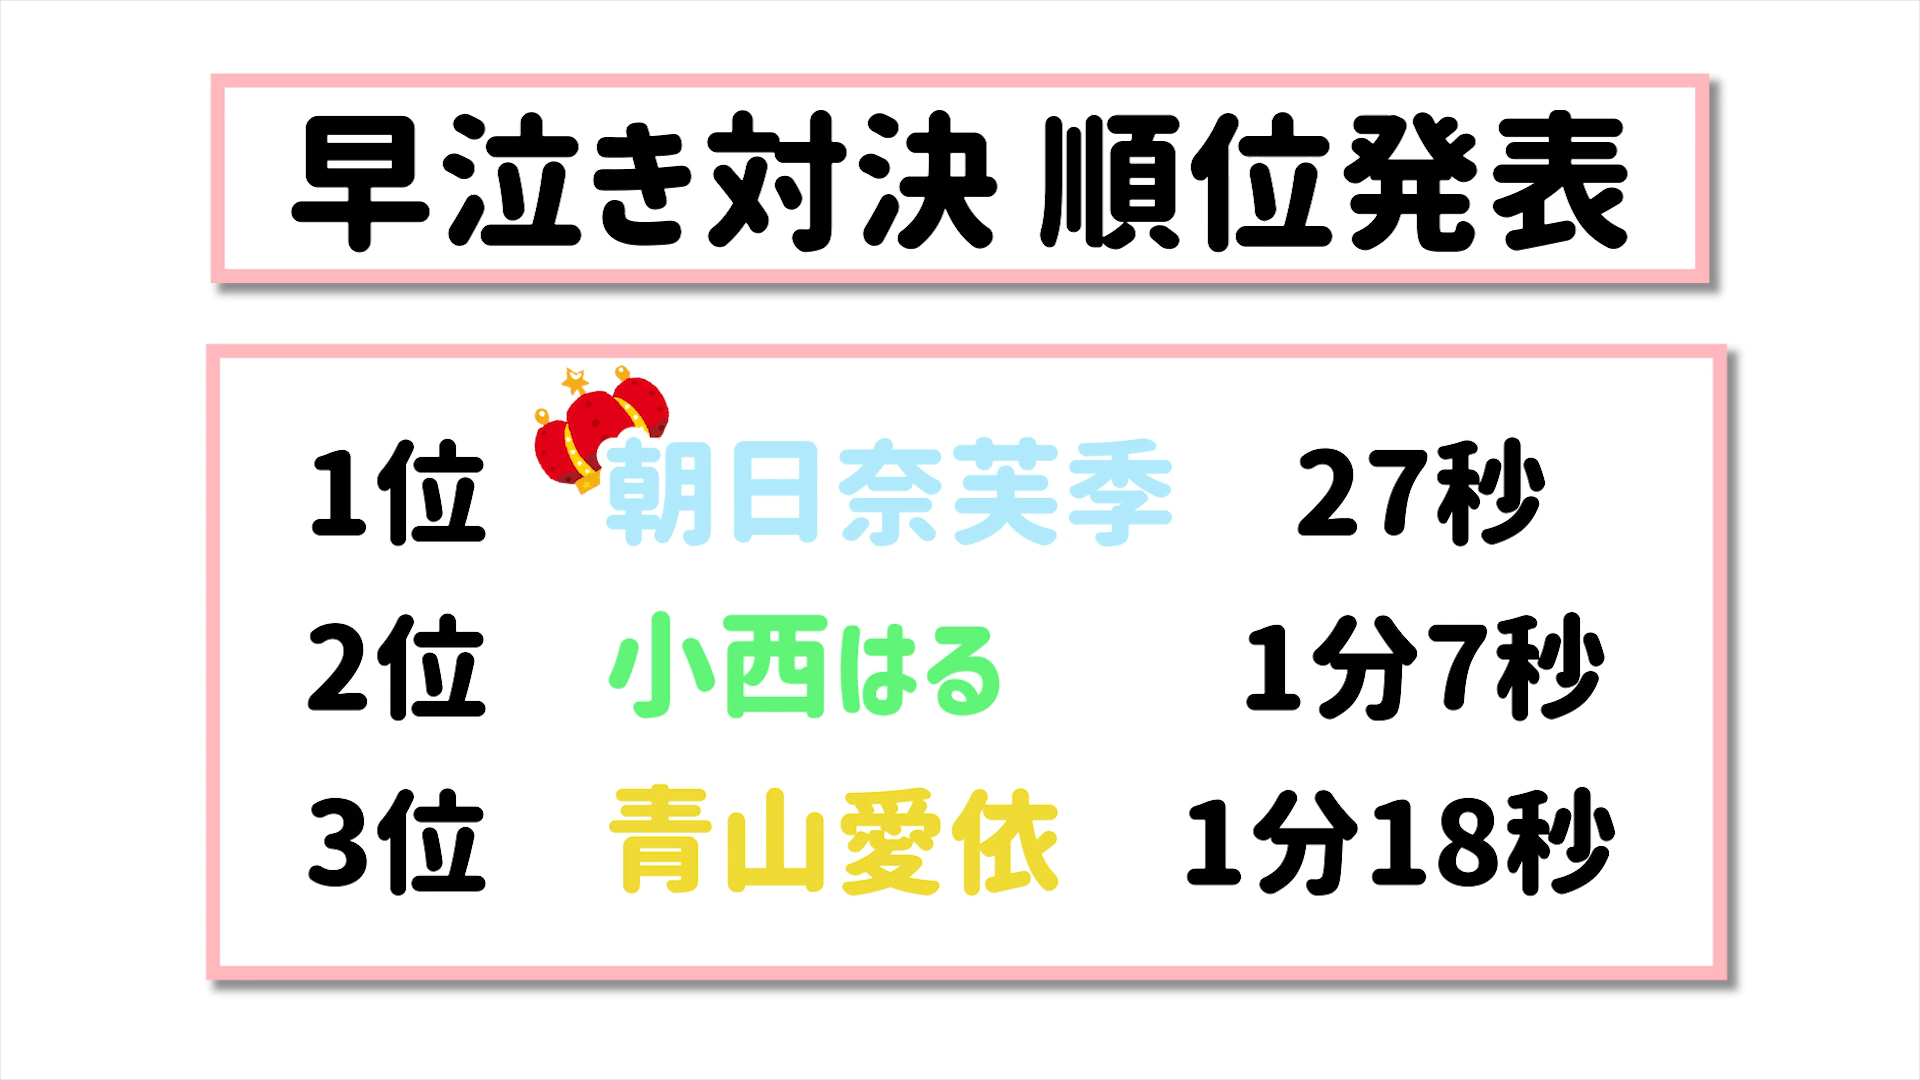 早泣き対決 順位発表
1位 朝日奈芙季 27秒
2位 小西はる 1分7秒
3位 青山愛依 1分18秒